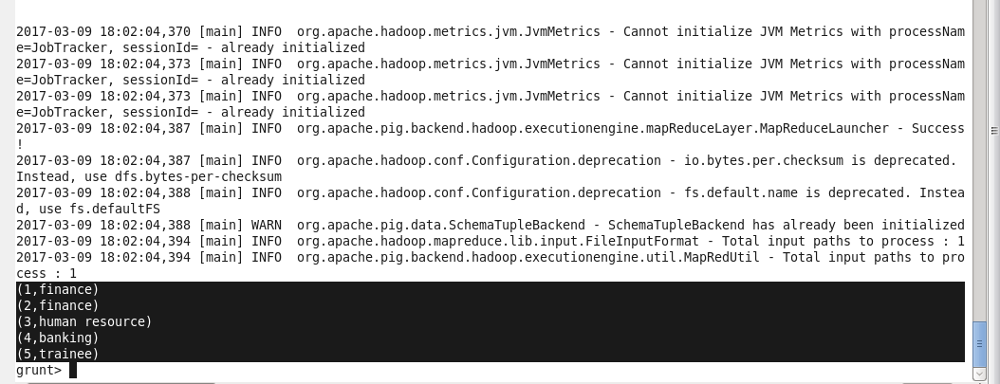 2017-03-09 18:02:04,370 [main] INFO  org.apache.hadoop.metrics.jvm.JvmMetrics - Cannot initialize JVM Metrics with processNam
e=JobTracker, sessionId= - already initialized
2017-03-09 18:02:04,373 [main] INFO  org.apache.hadoop.metrics.jvm.JvmMetrics - Cannot initialize JVM Metrics with processNam
e=JobTracker, sessionId= - already initialized
2017-03-09 18:02:04,373 [main] INFO  org.apache.hadoop.metrics.jvm.JvmMetrics - Cannot initialize JVM Metrics with processNam
e=JobTracker, sessionId= - already initialized
2017-03-09 18:02:04,387 [main] INFO  org.apache.pig.backend.hadoop.executionengine.mapReduceLayer.MapReduceLauncher - Success
!
2017-03-09 18:02:04,387 [main] INFO  org.apache.hadoop.conf.Configuration.deprecation - io.bytes.per.checksum is deprecated.
Instead, use dfs.bytes-per-checksum
2017-03-09 18:02:04,388 [main] INFO  org.apache.hadoop.conf.Configuration.deprecation - fs.default.name is deprecated. Instea
d, use fs.defaultFS
2017-03-09 18:02:04,388 [main] WARN  org.apache.pig.data.SchemaTupleBackend - SchemaTupleBackend has already been initialized
2017-03-09 18:02:04,394 [main] INFO  org.apache.hadoop.mapreduce.lib.input.FileInputFormat - Total input paths to process : 1
2017-03-09 18:02:04,394 [main] INFO  org.apache.pig.backend.hadoop.executionengine.util.MapRedUtil - Total input paths to pro
cess : 1
(1,finance)
(2,finance)
(3,human resource)
(4,banking)
(5,trainee)
grunt>